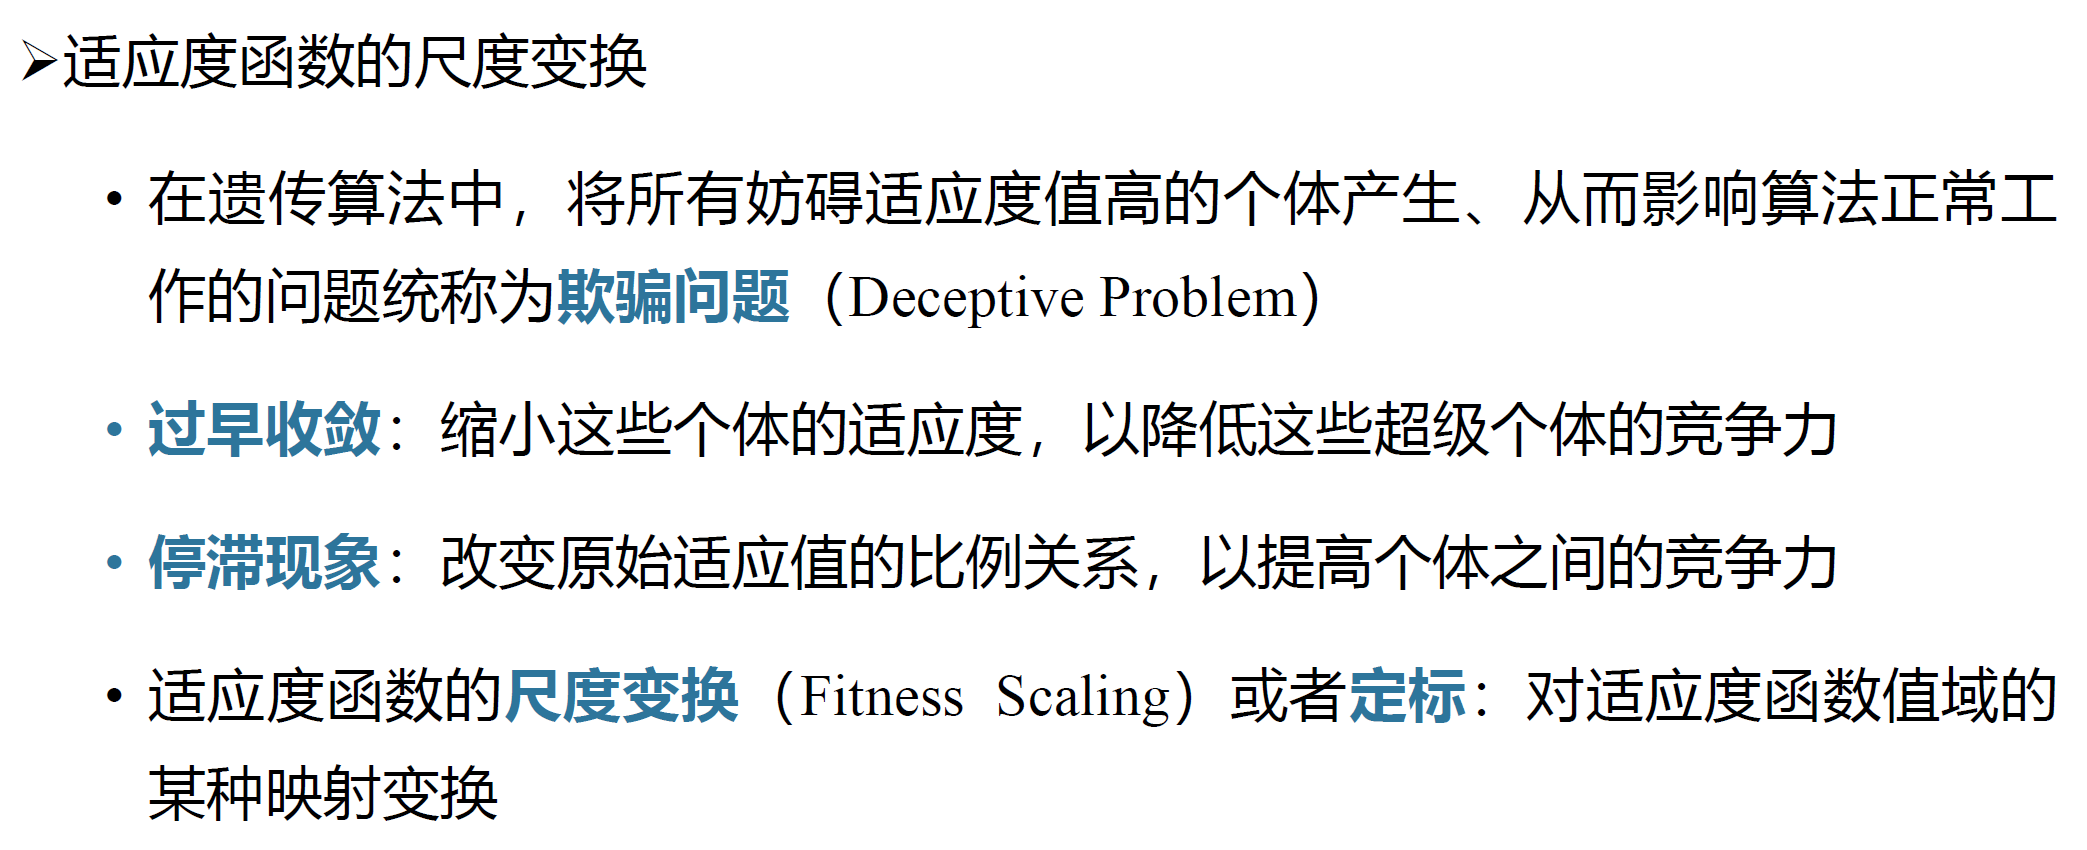 ➢适应度函数的尺度变换
• 在遗传算法中，将所有妨碍适应度值高的个体产生、从而影响算法正常工
作的问题统称为欺骗问题（Deceptive Problem）
• 过早收敛：缩小这些个体的适应度，以降低这些超级个体的竞争力
• 停滞现象：改变原始适应值的比例关系，以提高个体之间的竞争力
• 适应度函数的尺度变换（Fitness Scaling）或者定标：对适应度函数值域的
某种映射变换